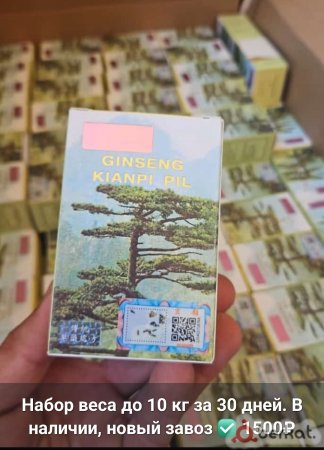 GINSENG
KIANPI PIL
Набор веса до 10 кг за 30 дней. В
наличии, новый завоз ✅ 1500₽